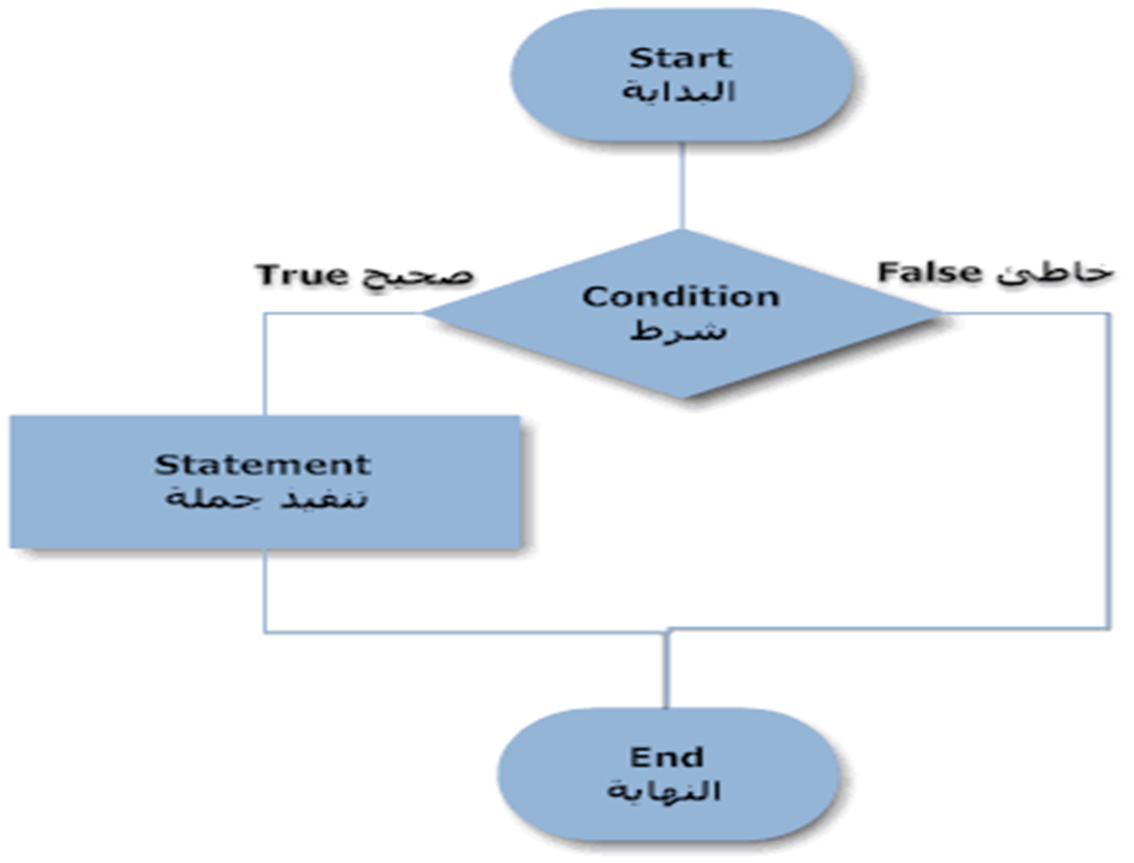 Start
البداية
True صحيح
False خاطئ
Condition
شرط
Statement
تنفيذ جملة
End
النهاية